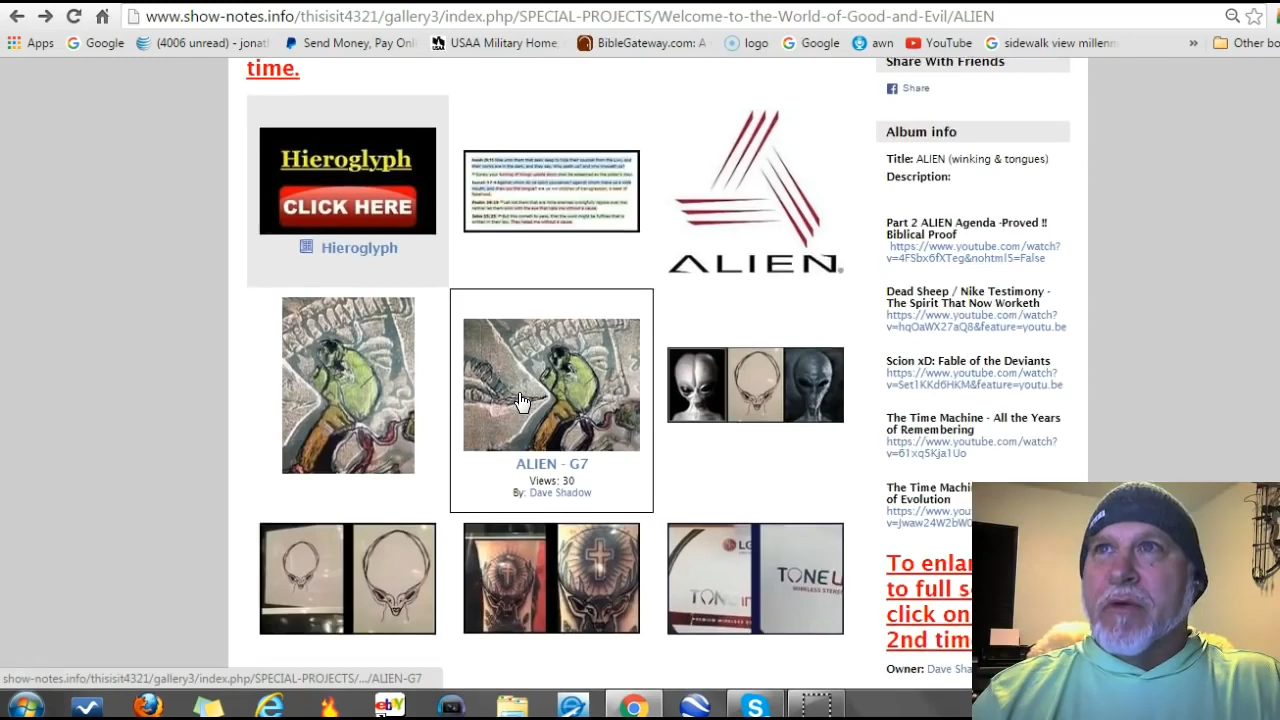 www.show-notes.info/thisisit4321/gallery3/index.php/SPECIAL-PROJECTS/Welcome-to-the-World-of-Good-and-Evil/ALIEN
Apps Google (4006 unread) - jonat Send Money, Pay Onl USAA Military Home, BibleGateway.com: A logo Google awn YouTube sidewalk view millenn » Other bo
time.
Hieroglyph
CLICK HERE
Hieroglyph
ALIEN
ALIEN - G7
Views: 30
By: Dave Shadow
LG
TONE
WIRELESS
Share With Friends
Share
Album info
Title: ALIEN (winking & tongues)
Description:
Part 2 ALIEN Agenda -Proved !!
Biblical Proof
https://www.youtube.com/watch?
v=4FSbx6fXTeg&nohtml5=False
Dead Sheep / Nike Testimony -
The Spirit That Now Worketh
https://www.youtube.com/watch?
v=hqOaWX27aQ8&feature=youtu.be
Scion xD: Fable of the Deviants
https://www.youtube.com/watch?
v=Set1KKd6HKM&feature=youtu.be
The Time Machine - All the Years
of Remembering
https://www.youtube.com/watch?
v=61xq5Kja1Uo
The Time Machine
of Evolution
https://www.you
v=Jwaw24W2bW0
To enlar
to full s
click on
2nd tim
Owner: Dave Sha
show-notes.info/thisisit4321/gallery3/index.php/SPECIAL-PROJECTS/.../ALIEN-G7
ebY